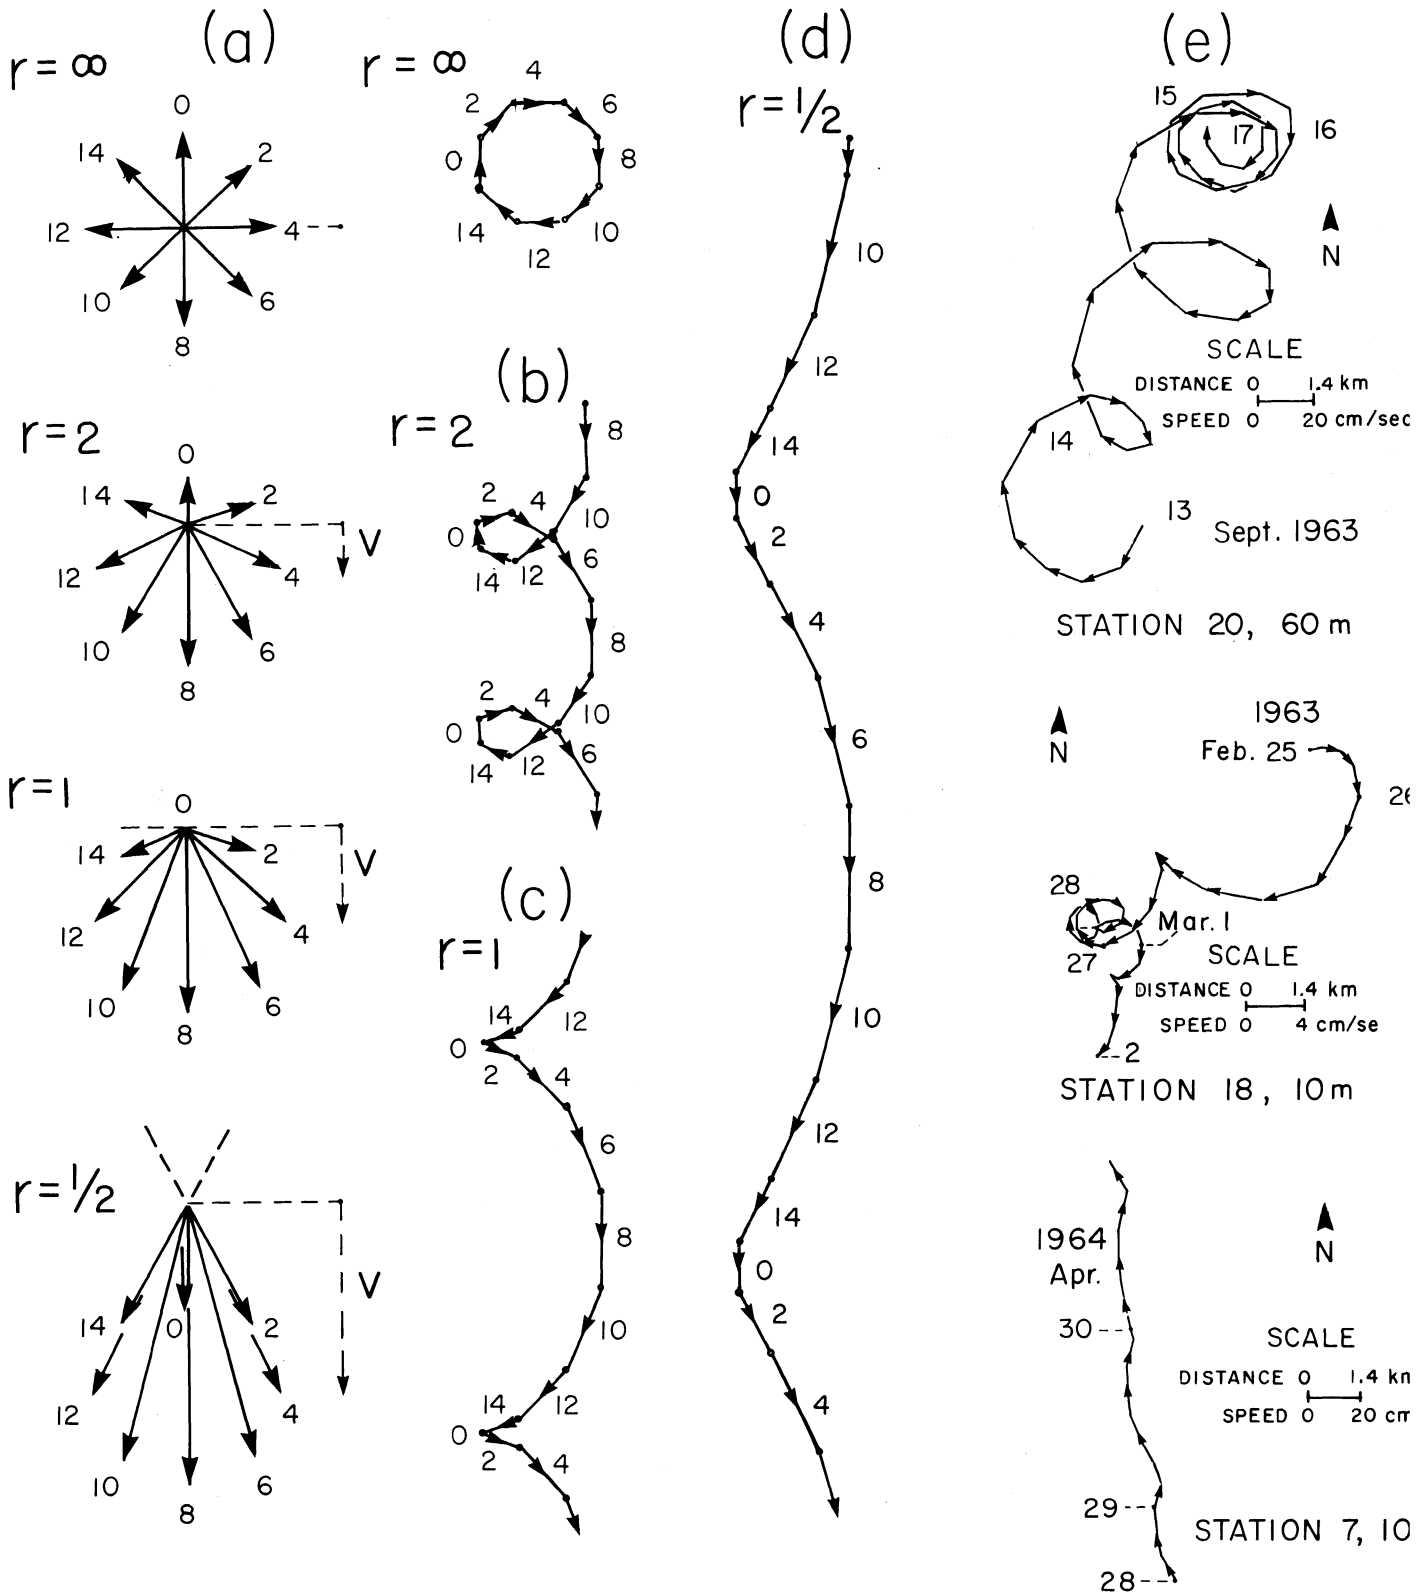 (a)
r = ∞
0
14 2
12 4
10 6
8
r = 2
0
14 2
V
12 4
10 6
8
r = 1
0
14 2
V
12 4
10 6
8
r = 1/2
V
14 0 2
12 4
10 6
8
r = ∞
4
2 6
0 8
14 10
12
(b)
r = 2
8
2 4 10
0 6
14 12
8
2 4 10
0 6
14 12
(c)
r = 1
14 12
0
2 4
6
8
10
14 12
0
2 4
(d)
r = 1/2
10
12
14
0
2
4
6
8
10
12
14
0
2
4
(e)
15
16
17
N
SCALE
DISTANCE 0 1.4 km
SPEED 0 20 cm/sec
14
13 Sept. 1963
STATION 20, 60 m
1963
N
Feb. 25
28
Mar. 1
27
SCALE
DISTANCE 0 1.4 km
SPEED 0 4 cm/se
2
STATION 18, 10 m
1964
Apr.
N
30
SCALE
DISTANCE 0 1.4 km
SPEED 0 20 cm
29
STATION 7, 10
28